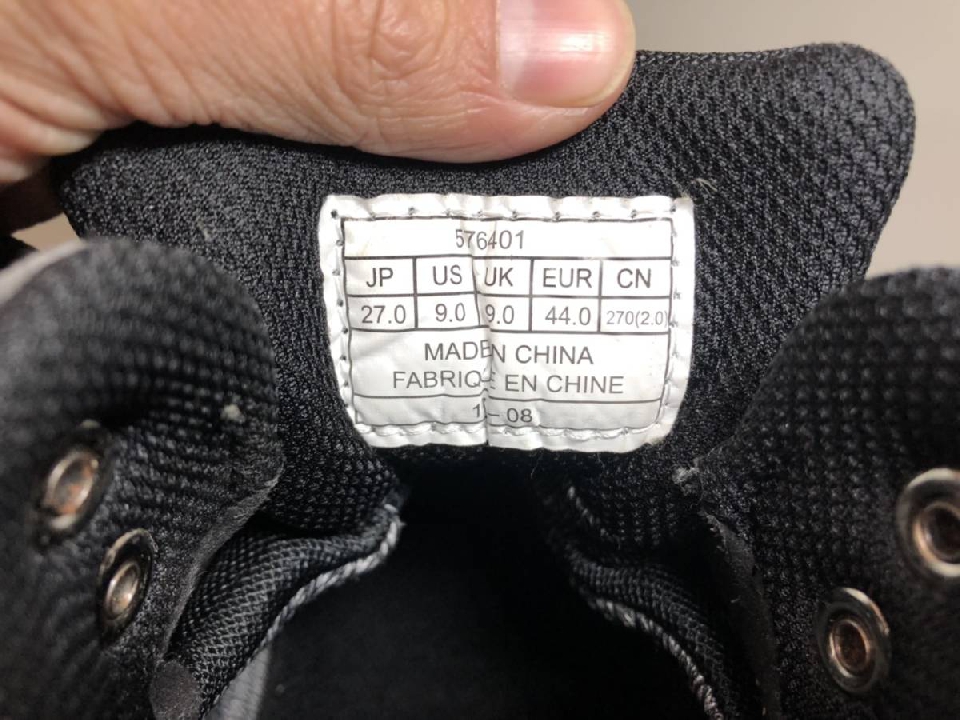 576401
JP US UK EUR CN
27.0 9.0 9.0 44.0 270(2.0)
MADE N CHINA
FABRIQ E EN CHINE
08